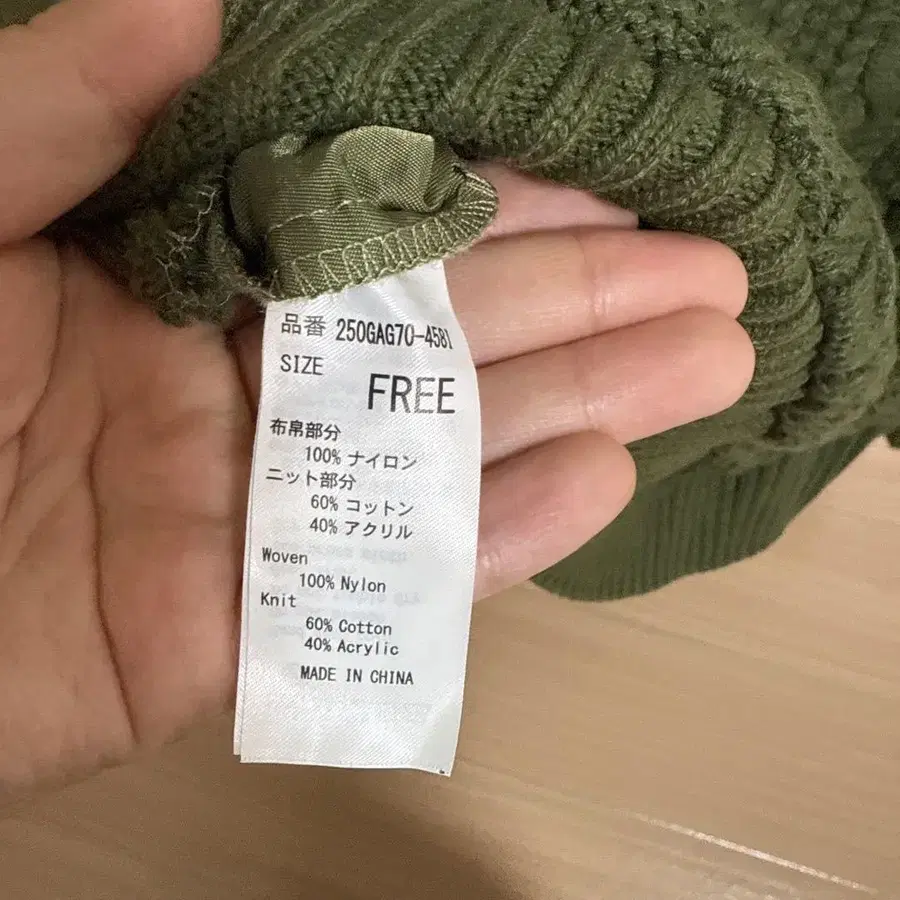 品番 250GAG70-4581
SIZE
FREE
布帛部分
100% ナイロン
ニット部分
60% コットン
40% アクリル
Woven
100% Nylon
Knit
60% Cotton
40% Acrylic
MADE IN CHINA